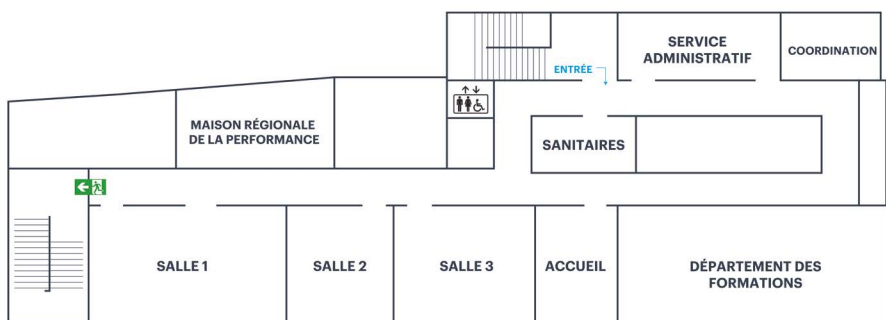 SERVICE
ADMINISTRATIF
COORDINATION
ENTRÉE
MAISON RÉGIONALE
DE LA PERFORMANCE
SANITAIRES
SALLE 1
SALLE 2
SALLE 3
ACCUEIL
DÉPARTEMENT DES
FORMATIONS